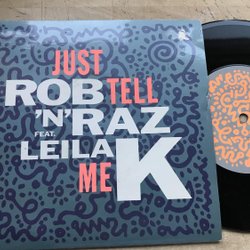 JUST
ROB TELL
'N' RAZ
FEAT. LEILA K
ME